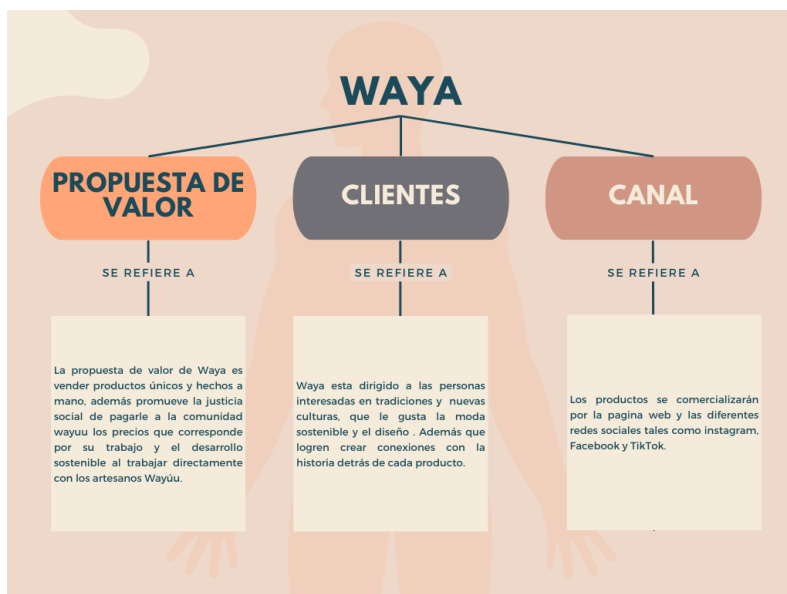 WAYA
PROPUESTA DE
VALOR
SE REFIERE A
La propuesta de valor de Waya es
vender productos únicos y hechos a
mano, además promueve la justicia
social de pagarle a la comunidad
wayuu los precios que corresponde
por su trabajo y el desarrollo
sostenible al trabajar directamente
con los artesanos Wayúu.
CLIENTES
SE REFIERE A
Waya esta dirigido a las personas
interesadas en tradiciones y nuevas
culturas, que le gusta la moda
sostenible y el diseño . Además que
logren crear conexiones con la
historia detrás de cada producto.
CANAL
SE REFIERE A
Los productos se comercializarán
por la pagina web y las diferentes
redes sociales tales como instagram,
Facebook y TikTok.